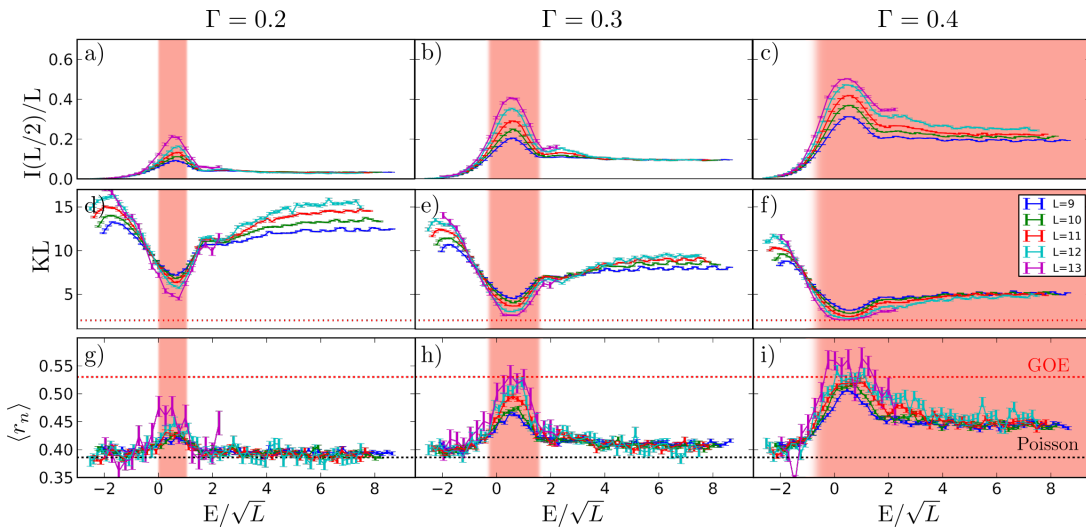 Γ = 0.2 Γ = 0.3 Γ = 0.4
a) b) c)
I(L/2)/L
0.6
0.4
0.2
0.0
d) e) f)
KL
15
10
5
L=9
L=10
L=11
L=12
L=13
g) h) i)
⟨rₙ⟩
0.55
0.50
0.45
0.40
0.35
GOE
Poisson
−2 0 2 4 6 8 −2 0 2 4 6 8 −2 0 2 4 6 8
E/√L E/√L E/√L